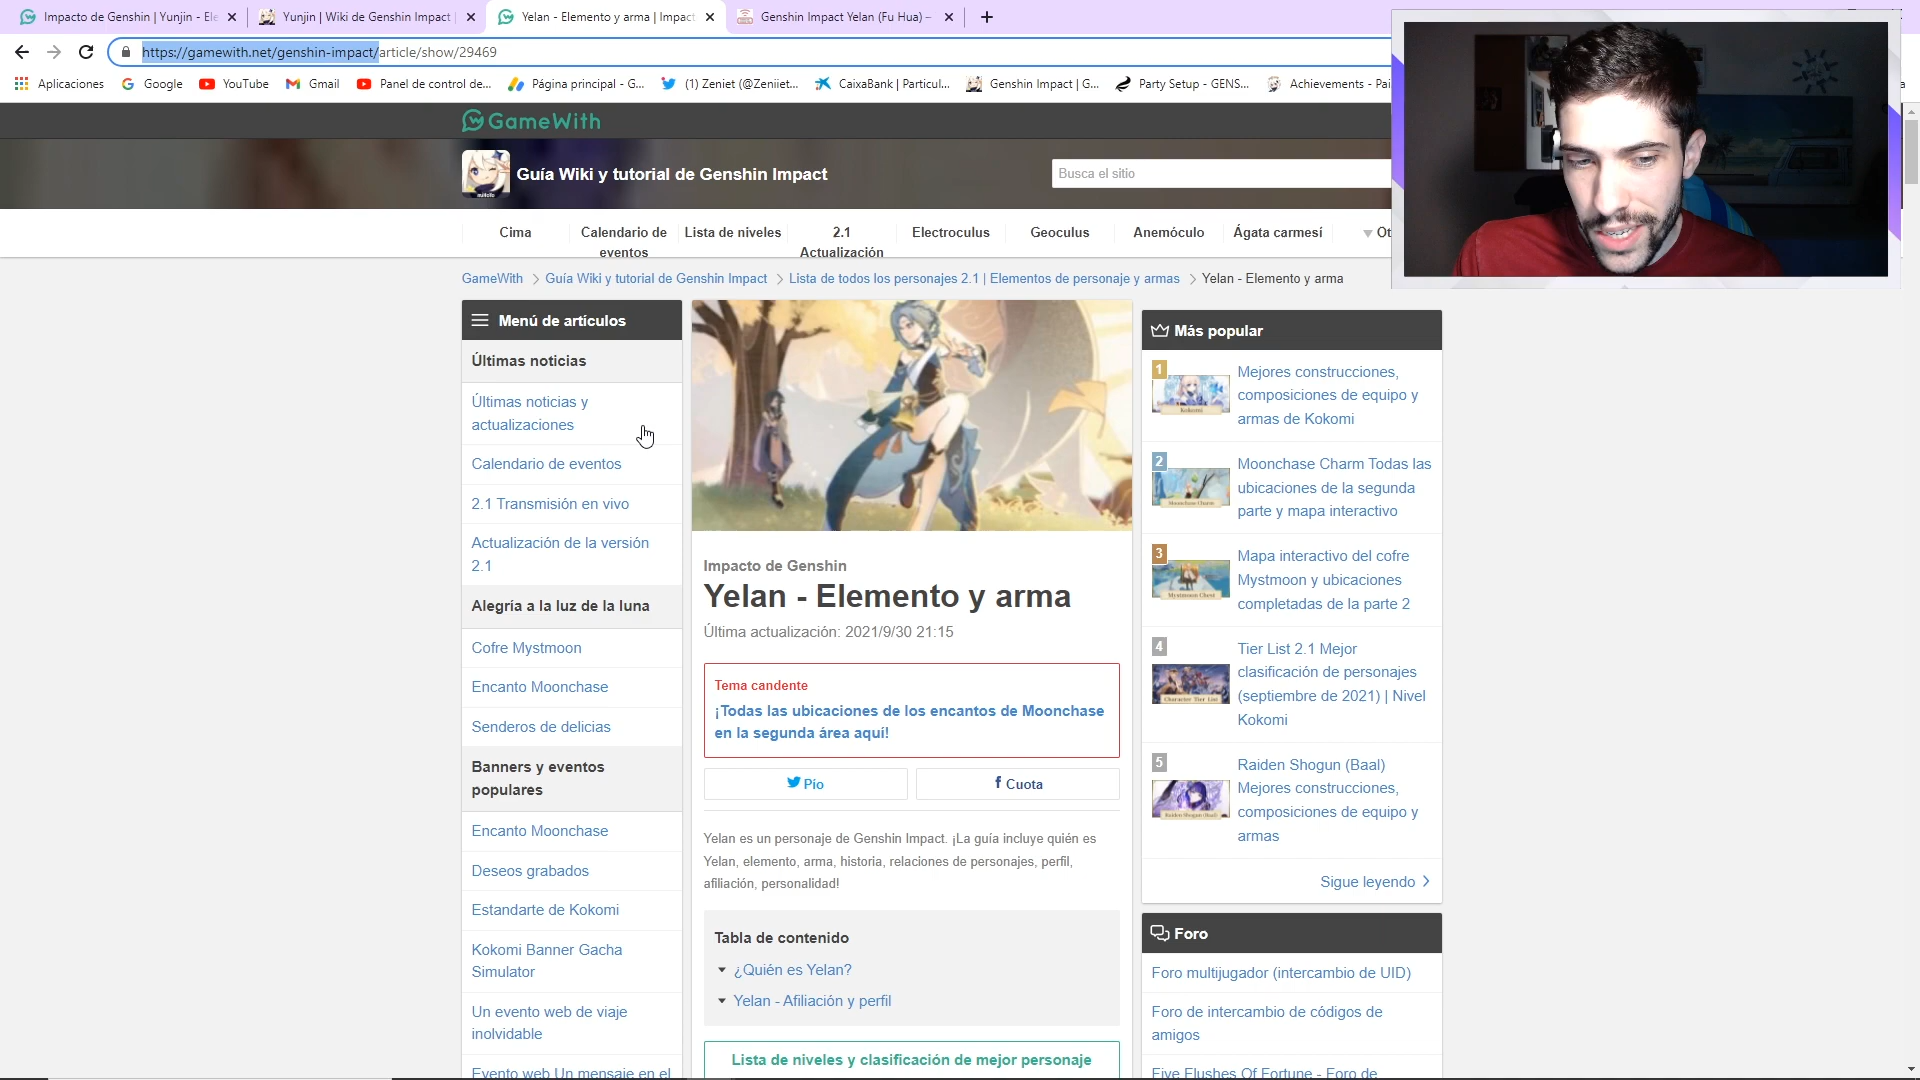 Impacto de Genshin | Yunjin - Ele
Yunjin | Wiki de Genshin Impact
Yelan - Elemento y arma | Impact
Genshin Impact Yelan (Fu Hua) –
https://gamewith.net/genshin-impact/article/show/29469
Aplicaciones
Google
YouTube
Gmail
Panel de control de...
Página principal - G...
(1) Zeniet (@Zeniiet...
CaixaBank | Particul...
Genshin Impact | G...
Party Setup - GENS...
Achievements - Pai
GameWith
Guía Wiki y tutorial de Genshin Impact
Busca el sitio
Cima
Calendario de
eventos
Lista de niveles
2.1
Actualización
Electroculus
Geoculus
Anemóculo
Ágata carmesí
Ot
GameWith > Guía Wiki y tutorial de Genshin Impact > Lista de todos los personajes 2.1 | Elementos de personaje y armas > Yelan - Elemento y arma
Menú de artículos
Últimas noticias
Últimas noticias y
actualizaciones
Calendario de eventos
2.1 Transmisión en vivo
Actualización de la versión
2.1
Alegría a la luz de la luna
Cofre Mystmoon
Encanto Moonchase
Senderos de delicias
Banners y eventos
populares
Encanto Moonchase
Deseos grabados
Estandarte de Kokomi
Kokomi Banner Gacha
Simulator
Un evento web de viaje
inolvidable
Evento web Un mensaje en el
Impacto de Genshin
Yelan - Elemento y arma
Última actualización: 2021/9/30 21:15
Tema candente
¡Todas las ubicaciones de los encantos de Moonchase
en la segunda área aquí!
Pío
Cuota
Yelan es un personaje de Genshin Impact. ¡La guía incluye quién es
Yelan, elemento, arma, historia, relaciones de personajes, perfil,
afiliación, personalidad!
Tabla de contenido
¿Quién es Yelan?
Yelan - Afiliación y perfil
Lista de niveles y clasificación de mejor personaje
Más popular
1
Kokomi
Mejores construcciones,
composiciones de equipo y
armas de Kokomi
2
Moonchase Charm
Moonchase Charm Todas las
ubicaciones de la segunda
parte y mapa interactivo
3
Mystmoon Chest
Mapa interactivo del cofre
Mystmoon y ubicaciones
completadas de la parte 2
4
Character Tier List
Tier List 2.1 Mejor
clasificación de personajes
(septiembre de 2021) | Nivel
Kokomi
5
Raiden Shogun (Baal)
Raiden Shogun (Baal)
Mejores construcciones,
composiciones de equipo y
armas
Sigue leyendo >
Foro
Foro multijugador (intercambio de UID)
Foro de intercambio de códigos de
amigos
Five Flushes Of Fortune - Foro de